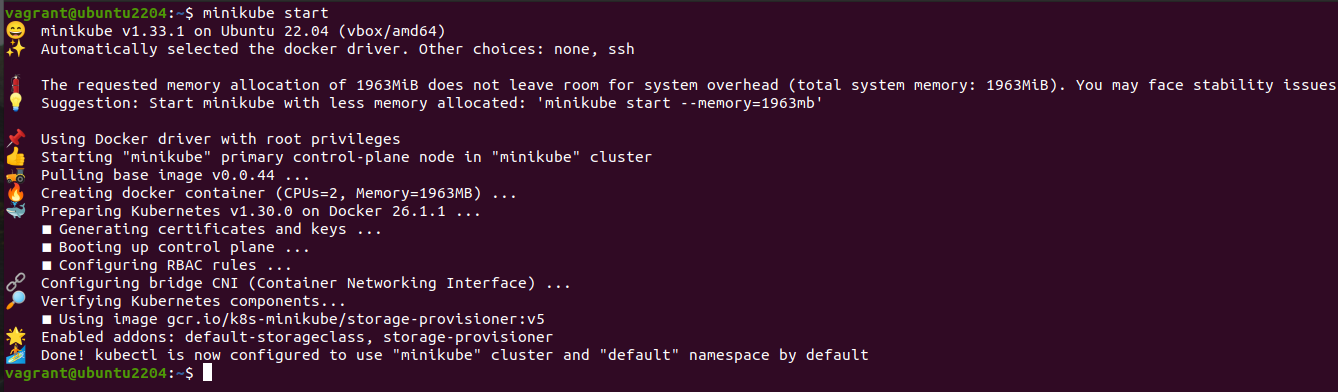 vagrant@ubuntu2204:~$ minikube start
😄 minikube v1.33.1 on Ubuntu 22.04 (vbox/amd64)
✨ Automatically selected the docker driver. Other choices: none, ssh
🧯 The requested memory allocation of 1963MiB does not leave room for system overhead (total system memory: 1963MiB). You may face stability issues
💡 Suggestion: Start minikube with less memory allocated: 'minikube start --memory=1963mb'
📌 Using Docker driver with root privileges
👍 Starting "minikube" primary control-plane node in "minikube" cluster
🚜 Pulling base image v0.0.44 ...
🔥 Creating docker container (CPUs=2, Memory=1963MB) ...
🐳 Preparing Kubernetes v1.30.0 on Docker 26.1.1 ...
▪ Generating certificates and keys ...
▪ Booting up control plane ...
▪ Configuring RBAC rules ...
🔗 Configuring bridge CNI (Container Networking Interface) ...
🔎 Verifying Kubernetes components...
▪ Using image gcr.io/k8s-minikube/storage-provisioner:v5
🌟 Enabled addons: default-storageclass, storage-provisioner
🏄 Done! kubectl is now configured to use "minikube" cluster and "default" namespace by default
vagrant@ubuntu2204:~$